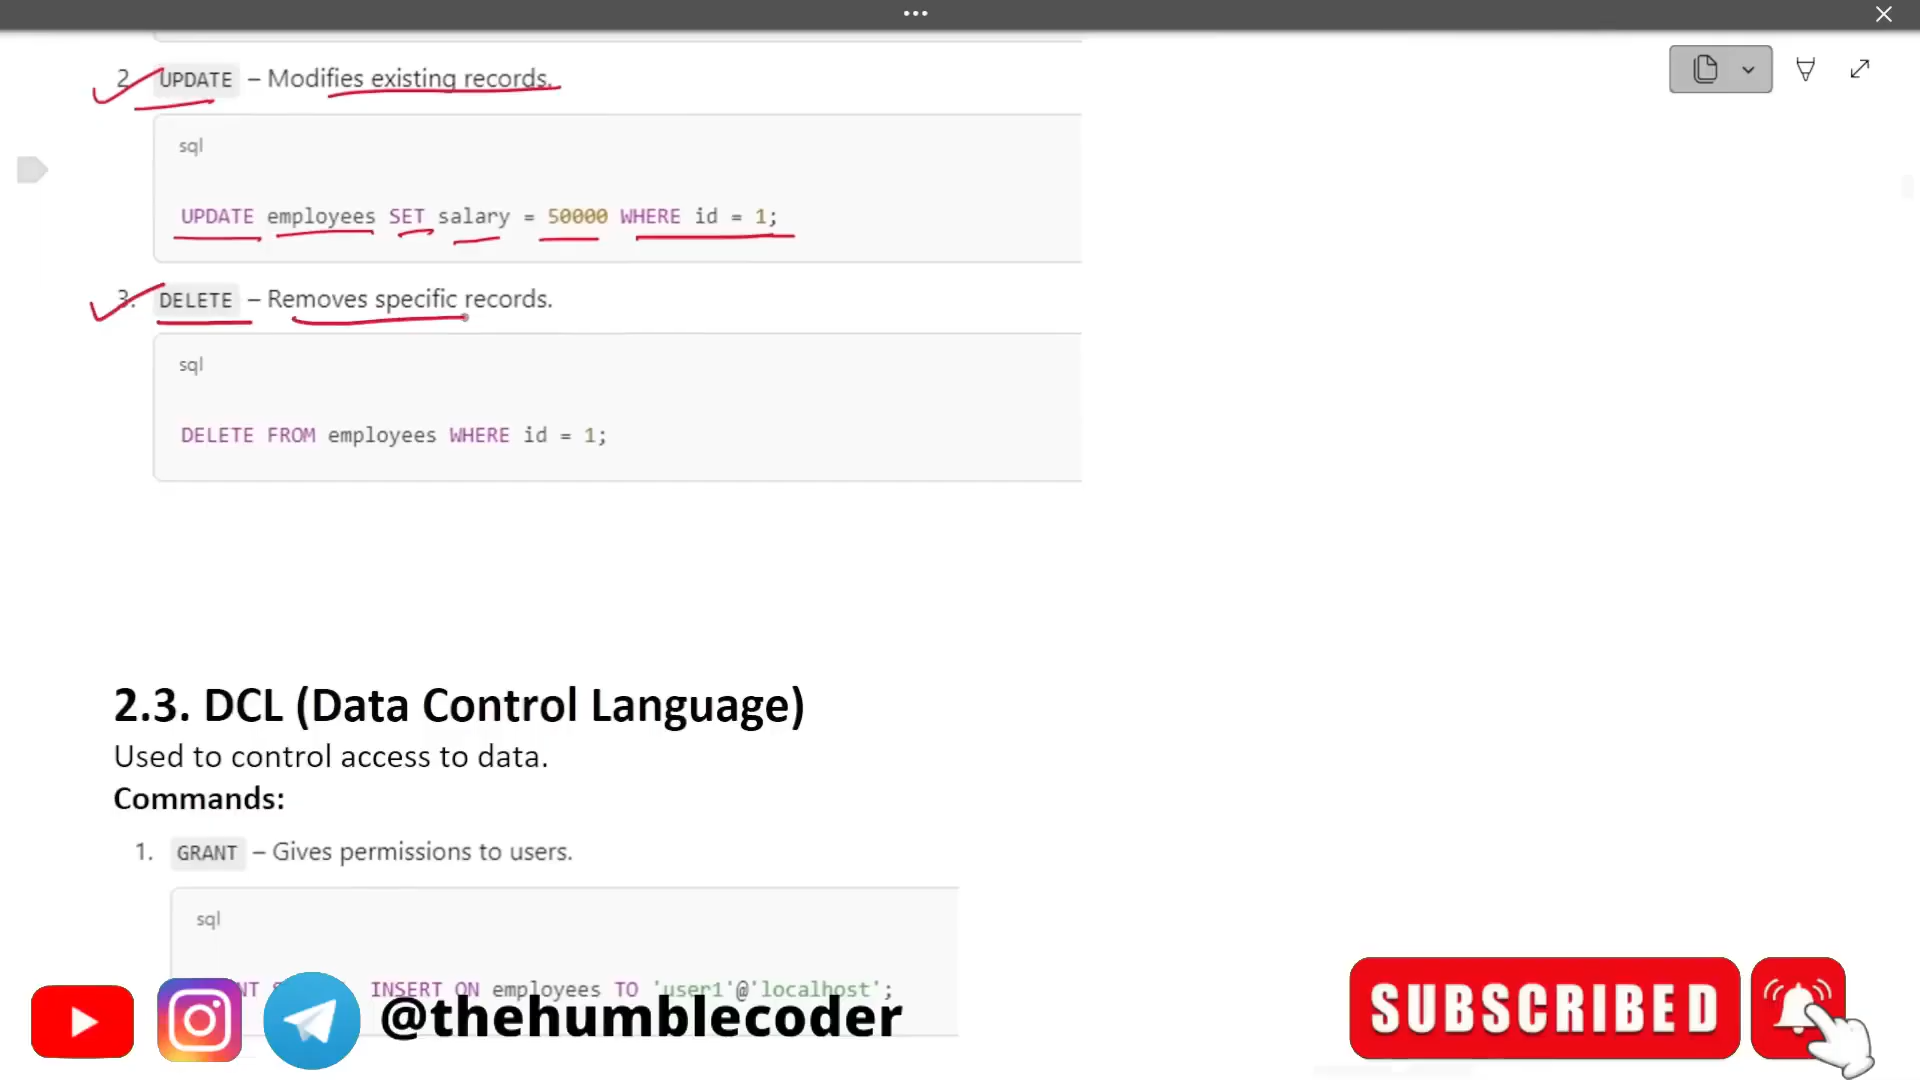 2. UPDATE – Modifies existing records.
sql
UPDATE employees SET salary = 50000 WHERE id = 1;
3. DELETE – Removes specific records.
sql
DELETE FROM employees WHERE id = 1;
2.3. DCL (Data Control Language)
Used to control access to data.
Commands:
1. GRANT – Gives permissions to users.
sql
INSERT ON employees TO 'user1'@'localhost';
@thehumblecoder
SUBSCRIBED